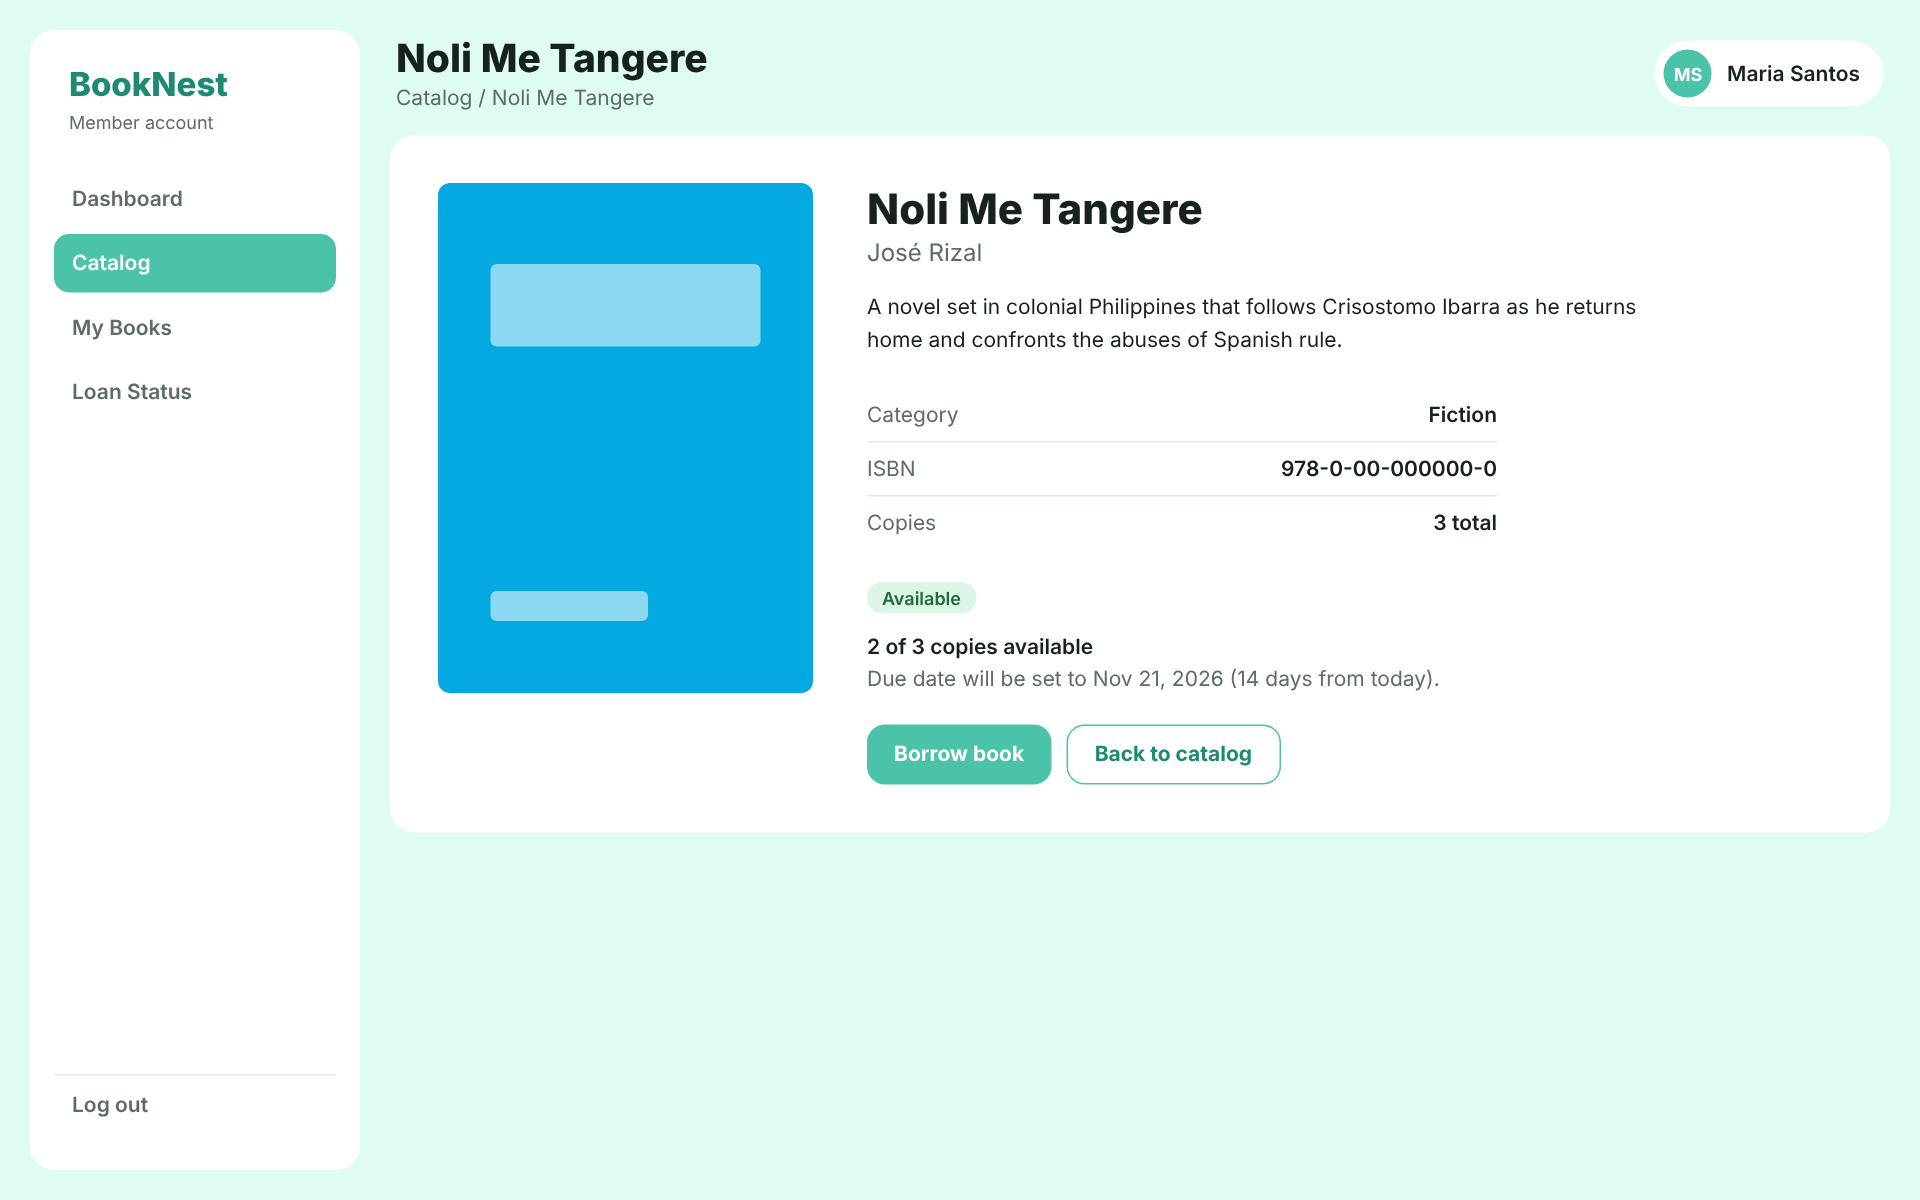 BookNest
Member account
Dashboard
Catalog
My Books
Loan Status
Log out
Noli Me Tangere
Catalog / Noli Me Tangere
MS
Maria Santos
Noli Me Tangere
José Rizal
A novel set in colonial Philippines that follows Crisostomo Ibarra as he returns
home and confronts the abuses of Spanish rule.
Category
Fiction
ISBN
978-0-00-000000-0
Copies
3 total
Available
2 of 3 copies available
Due date will be set to Nov 21, 2026 (14 days from today).
Borrow book
Back to catalog